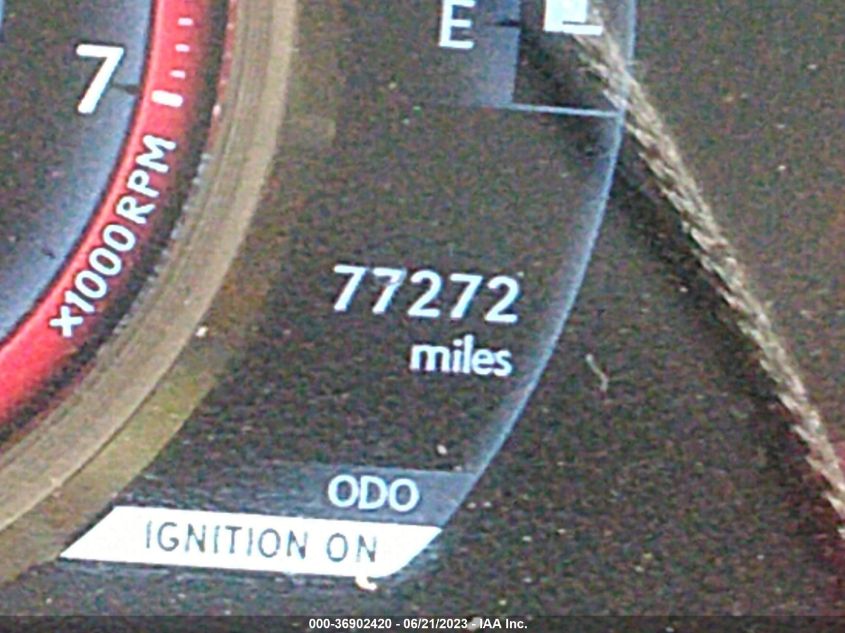 E
7
x1000RPM
77272
miles
ODO
IGNITION ON
000-36902420 - 06/21/2023 - IAA Inc.